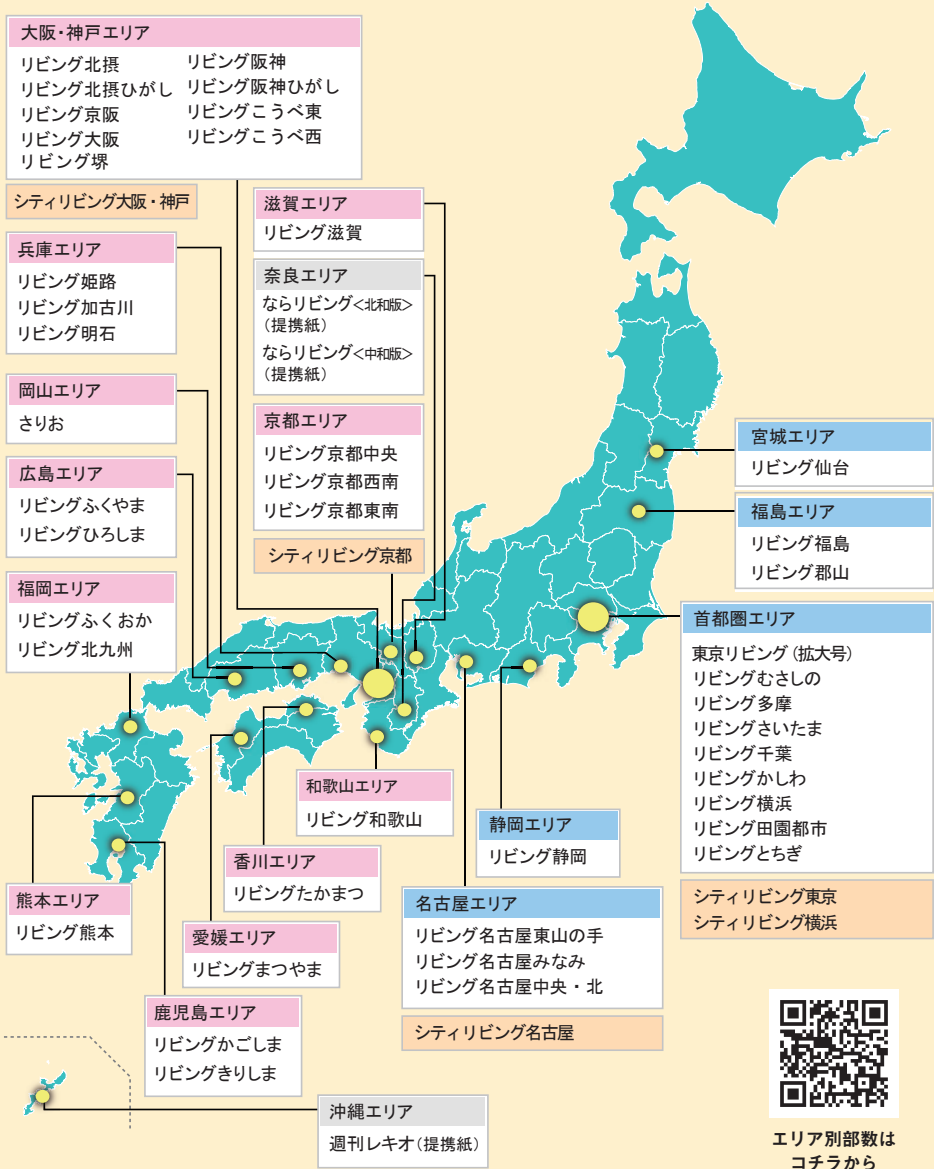 大阪・神戸エリア
リビング北摂
リビング北摂ひがし
リビング京阪
リビング大阪
リビング堺
リビング阪神
リビング阪神ひがし
リビングこうべ東
リビングこうべ西
シティリビング大阪・神戸
兵庫エリア
リビング姫路
リビング加古川
リビング明石
岡山エリア
さりお
広島エリア
リビングふくやま
リビングひろしま
福岡エリア
リビングふくおか
リビング北九州
滋賀エリア
リビング滋賀
奈良エリア
ならリビング<北和版>
(提携紙)
ならリビング<中和版>
(提携紙)
京都エリア
リビング京都中央
リビング京都西南
リビング京都東南
シティリビング京都
宮城エリア
リビング仙台
福島エリア
リビング福島
リビング郡山
首都圏エリア
東京リビング(拡大号)
リビングむさしの
リビング多摩
リビングさいたま
リビング千葉
リビングかしわ
リビング横浜
リビング田園都市
リビングとちぎ
シティリビング東京
シティリビング横浜
和歌山エリア
リビング和歌山
静岡エリア
リビング静岡
香川エリア
リビングたかまつ
名古屋エリア
リビング名古屋東山の手
リビング名古屋みなみ
リビング名古屋中央・北
シティリビング名古屋
熊本エリア
リビング熊本
愛媛エリア
リビングまつやま
鹿児島エリア
リビングかごしま
リビングきりしま
沖縄エリア
週刊レキオ(提携紙)
エリア別部数は
コチラから